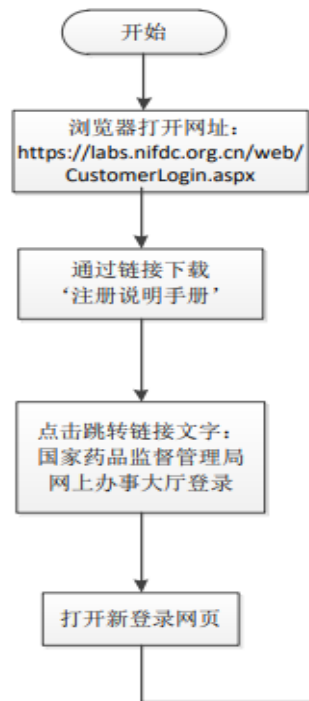 开始
浏览器打开网址：
https://labs.nifdc.org.cn/web/
CustomerLogin.aspx
通过链接下载
‘注册说明手册’
点击跳转链接文字：
国家药品监督管理局
网上办事大厅登录
打开新登录网页